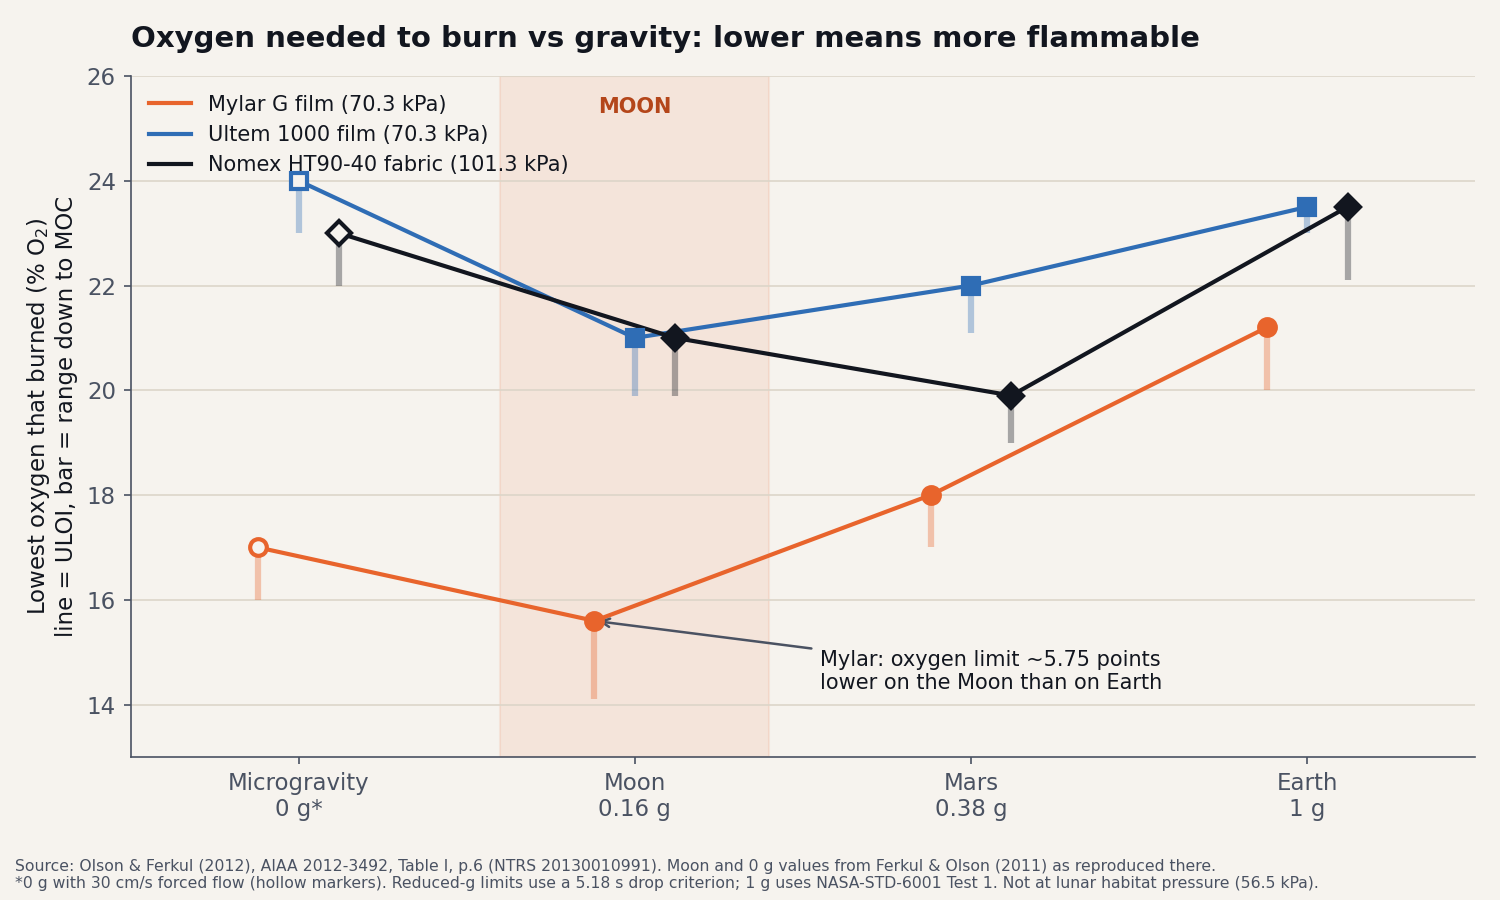 Oxygen needed to burn vs gravity: lower means more flammable
Lowest oxygen that burned (% O₂)
line = ULOI, bar = range down to MOC
26
24
22
20
18
16
14
Mylar G film (70.3 kPa)
Ultem 1000 film (70.3 kPa)
Nomex HT90-40 fabric (101.3 kPa)
MOON
Mylar: oxygen limit ~5.75 points
lower on the Moon than on Earth
Microgravity
0 g*
Moon
0.16 g
Mars
0.38 g
Earth
1 g
Source: Olson & Ferkul (2012), AIAA 2012-3492, Table I, p.6 (NTRS 20130010991). Moon and 0 g values from Ferkul & Olson (2011) as reproduced there.
*0 g with 30 cm/s forced flow (hollow markers). Reduced-g limits use a 5.18 s drop criterion; 1 g uses NASA-STD-6001 Test 1. Not at lunar habitat pressure (56.5 kPa).